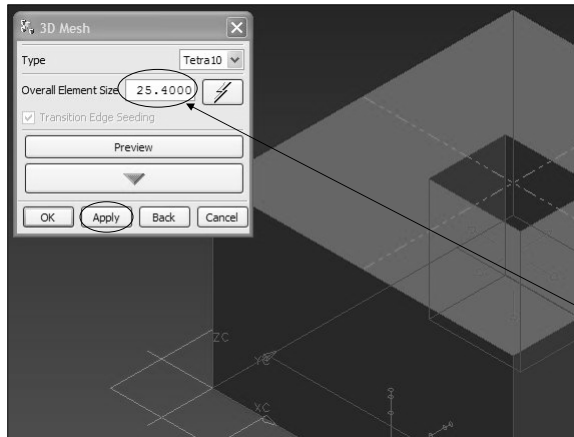 3D Mesh
Type Tetra10
Overall Element Size 25.4000
Transition Edge Seeding
Preview
OK Apply Back Cancel
ZC
YC
XC